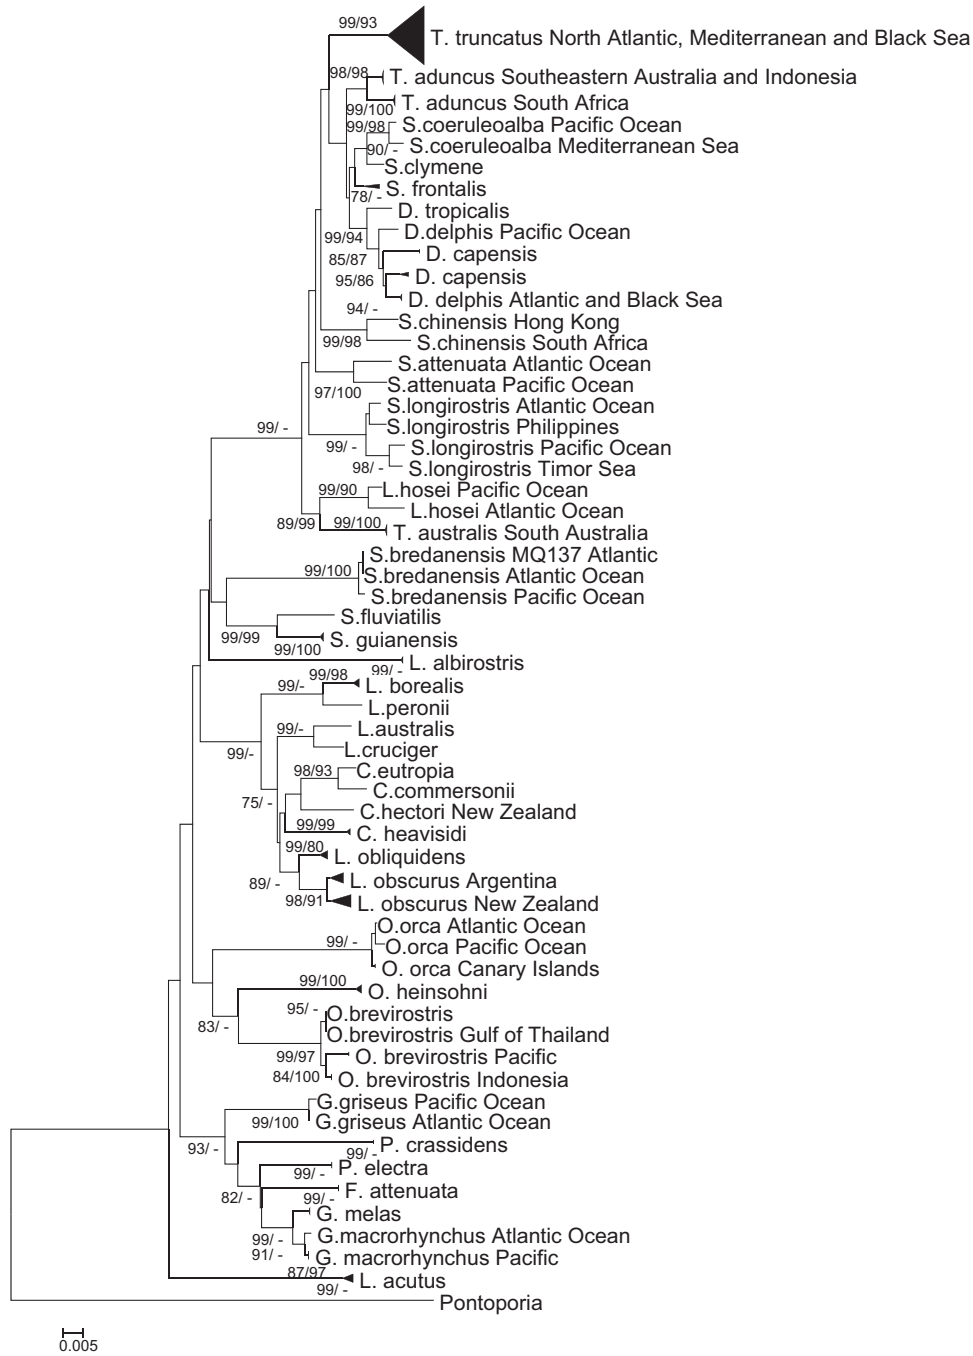 99/93
T. truncatus North Atlantic, Mediterranean and Black Sea
98/98
T. aduncus Southeastern Australia and Indonesia
T. aduncus South Africa
99/100
99/98
S.coeruleoalba Pacific Ocean
90/ -
S.coeruleoalba Mediterranean Sea
S.clymene
S. frontalis
78/ -
D. tropicalis
99/94
D.delphis Pacific Ocean
85/87
D. capensis
95/86
D. capensis
D. delphis Atlantic and Black Sea
94/ -
S.chinensis Hong Kong
99/98
S.chinensis South Africa
S.attenuata Atlantic Ocean
S.attenuata Pacific Ocean
97/100
S.longirostris Atlantic Ocean
99/ -
S.longirostris Philippines
99/ -
S.longirostris Pacific Ocean
98/ -
S.longirostris Timor Sea
99/90
L.hosei Pacific Ocean
L.hosei Atlantic Ocean
89/99
99/100
T. australis South Australia
S.bredanensis MQ137 Atlantic
99/100
S.bredanensis Atlantic Ocean
S.bredanensis Pacific Ocean
S.fluviatilis
99/99
S. guianensis
99/100
L. albirostris
99/ -
99/98
99/-
L. borealis
L.peronii
99/-
L.australis
99/-
L.cruciger
98/93
C.eutropia
C.commersonii
75/ -
C.hectori New Zealand
99/99
C. heavisidi
99/80
L. obliquidens
89/ -
L. obscurus Argentina
98/91
L. obscurus New Zealand
O.orca Atlantic Ocean
99/ -
O.orca Pacific Ocean
O. orca Canary Islands
99/100
O. heinsohni
95/ -
O.brevirostris
83/ -
O.brevirostris Gulf of Thailand
99/97
O. brevirostris Pacific
84/100
O. brevirostris Indonesia
G.griseus Pacific Ocean
99/100
G.griseus Atlantic Ocean
93/ -
P. crassidens
99/ -
P. electra
99/ -
82/ -
F. attenuata
99/ -
G. melas
99/ -
G.macrorhynchus Atlantic Ocean
91/ -
G. macrorhynchus Pacific
87/97
L. acutus
99/ -
Pontoporia
0.005